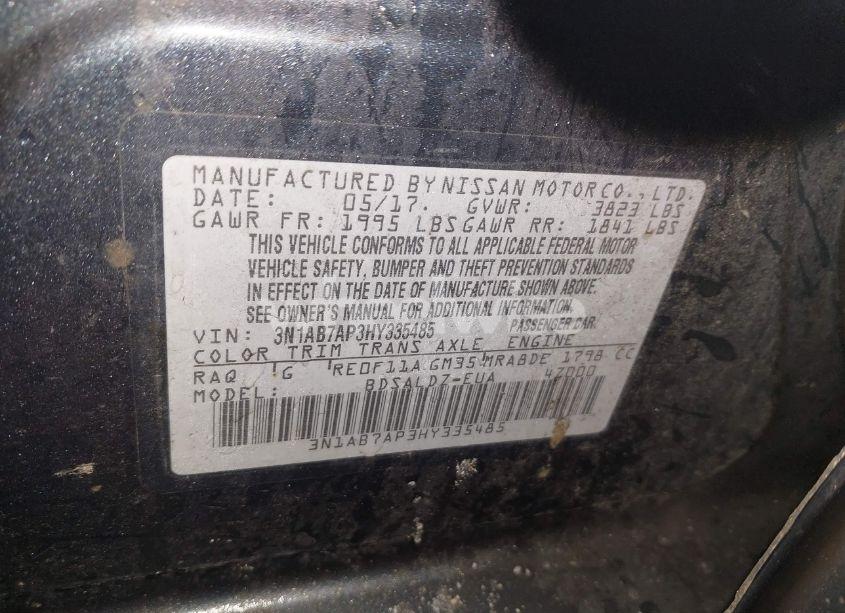 MANUFACTURED BY NISSAN MOTOR CO., LTD.
DATE: 05/17. GVWR: 3823 LBS
GAWR FR: 1995 LBS GAWR RR: 1841 LBS
THIS VEHICLE CONFORMS TO ALL APPLICABLE FEDERAL MOTOR
VEHICLE SAFETY, BUMPER AND THEFT PREVENTION STANDARDS
IN EFFECT ON THE DATE OF MANUFACTURE SHOWN ABOVE.
SEE OWNER'S MANUAL FOR ADDITIONAL INFORMATION.
VIN: 3N1AB7AP3HY335485 PASSENGER CAR.
COLOR TRIM TRANS AXLE ENGINE
RAQ G RE0F11A GM35 MRA8DE 1798 CC
MODEL: BDSALD7-EUA 47000
3N1AB7AP3HY335485